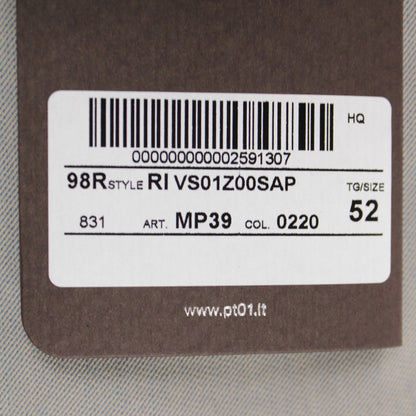 HQ
000000000002591307
98R STYLE RI VS01Z00SAP TG/SIZE
831 ART. MP39 COL. 0220 52
www.pt01.it